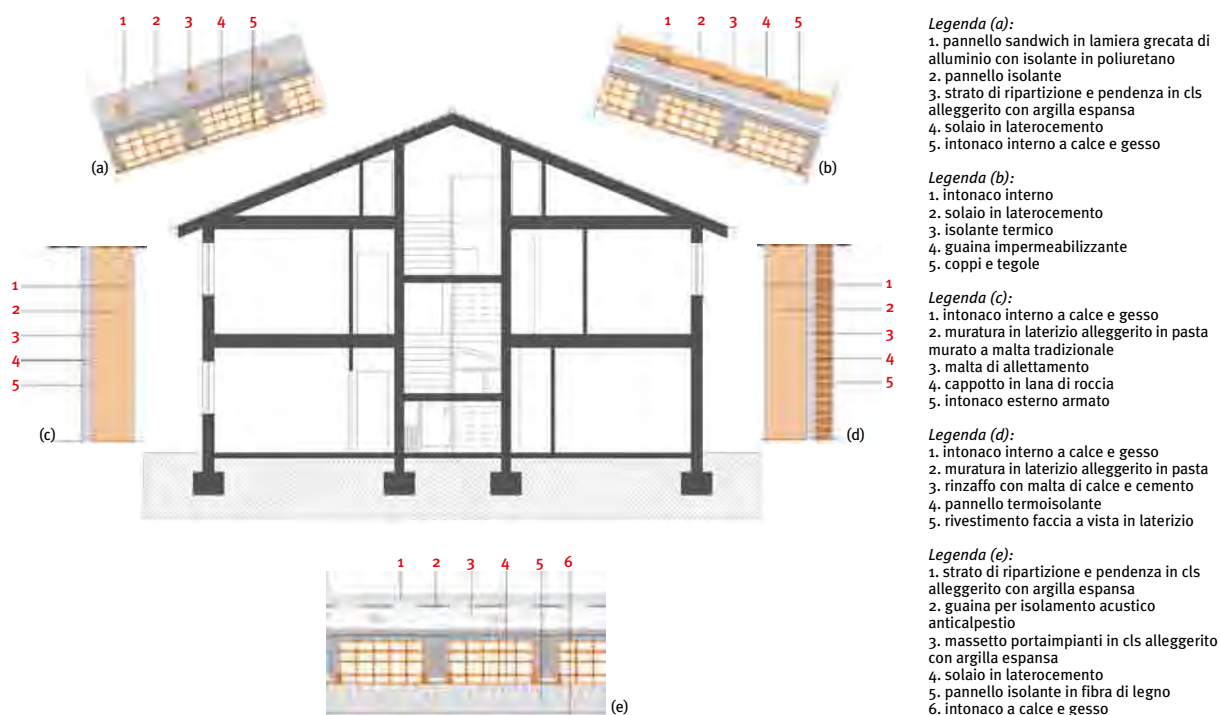 1 2 3 4 5
(a)
1 2 3 4 5
(b)
1
2
3
4
5
(c)
1
2
3
4
5
(d)
1 2 3 4 5 6
(e)
Legenda (a):
1. pannello sandwich in lamiera grecata di
alluminio con isolante in poliuretano
2. pannello isolante
3. strato di ripartizione e pendenza in cls
alleggerito con argilla espansa
4. solaio in laterocemento
5. intonaco interno a calce e gesso
Legenda (b):
1. intonaco interno
2. solaio in laterocemento
3. isolante termico
4. guaina impermeabilizzante
5. coppi e tegole
Legenda (c):
1. intonaco interno a calce e gesso
2. muratura in laterizio alleggerito in pasta
murato a malta tradizionale
3. malta di allettamento
4. cappotto in lana di roccia
5. intonaco esterno armato
Legenda (d):
1. intonaco interno a calce e gesso
2. muratura in laterizio alleggerito in pasta
3. rinzaffo con malta di calce e cemento
4. pannello termoisolante
5. rivestimento faccia a vista in laterizio
Legenda (e):
1. strato di ripartizione e pendenza in cls
alleggerito con argilla espansa
2. guaina per isolamento acustico
anticalpestio
3. massetto portaimpianti in cls alleggerito
con argilla espansa
4. solaio in laterocemento
5. pannello isolante in fibra di legno
6. intonaco a calce e gesso